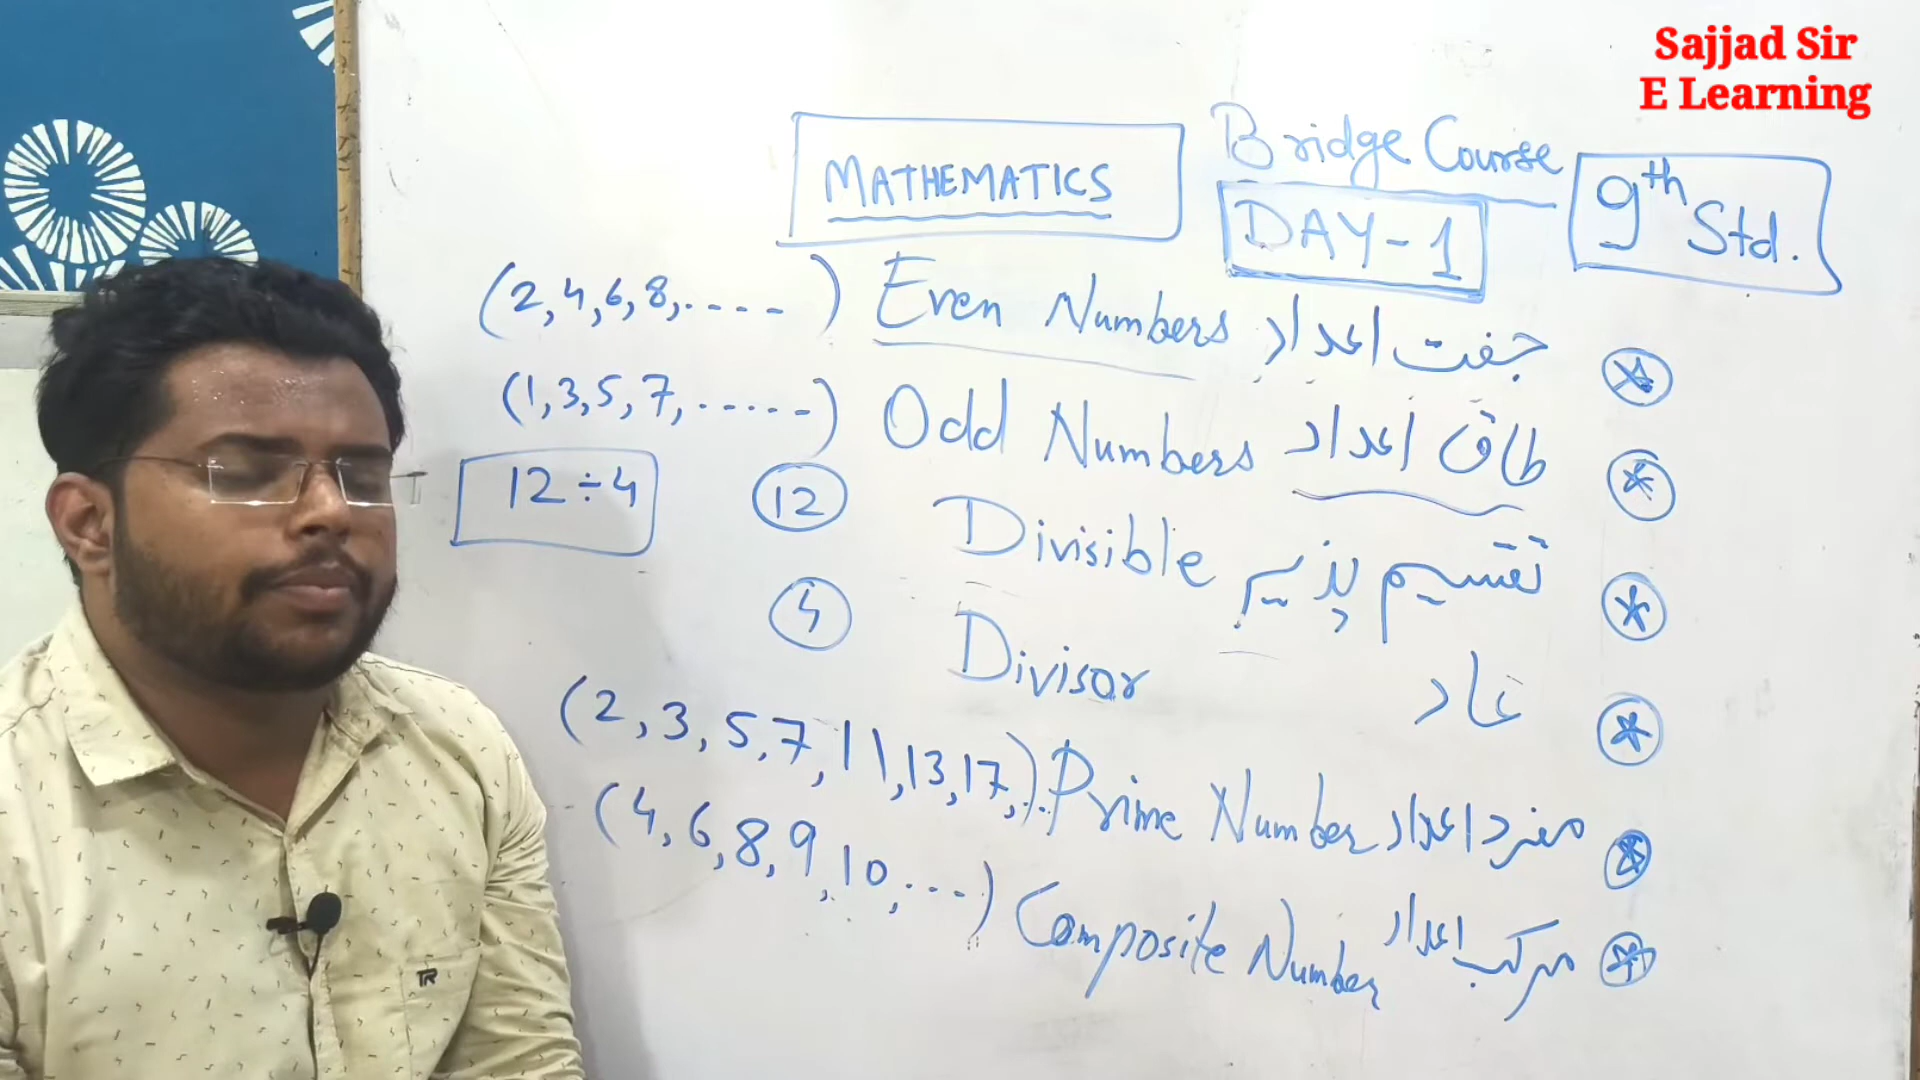 Sajjad Sir
E Learning
MATHEMATICS
Bridge Course
DAY-1
9th Std.
(2,4,6,8,.----) Even Numbers جفت اعداد
(1,3,5,7,.-----) Odd Numbers طاق اعداد
12÷4
12 Divisible تقسیم پذیر
4 Divisor عاد
(2,3,5,7,11,13,17,...) Prime Number مفرد اعداد
(4,6,8,9,10,.---) Composite Number مرکب اعداد
TR